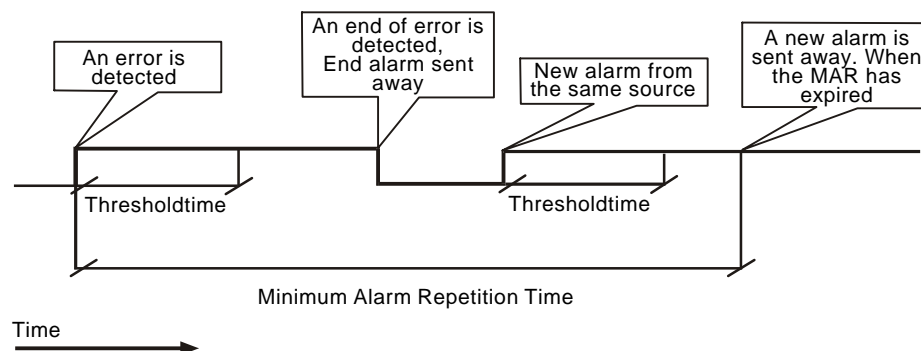 An error is
detected
An end of error is
detected,
End alarm sent
away
New alarm from
the same source
A new alarm is
sent away. When
the MAR has
expired
Thresholdtime
Thresholdtime
Minimum Alarm Repetition Time
Time